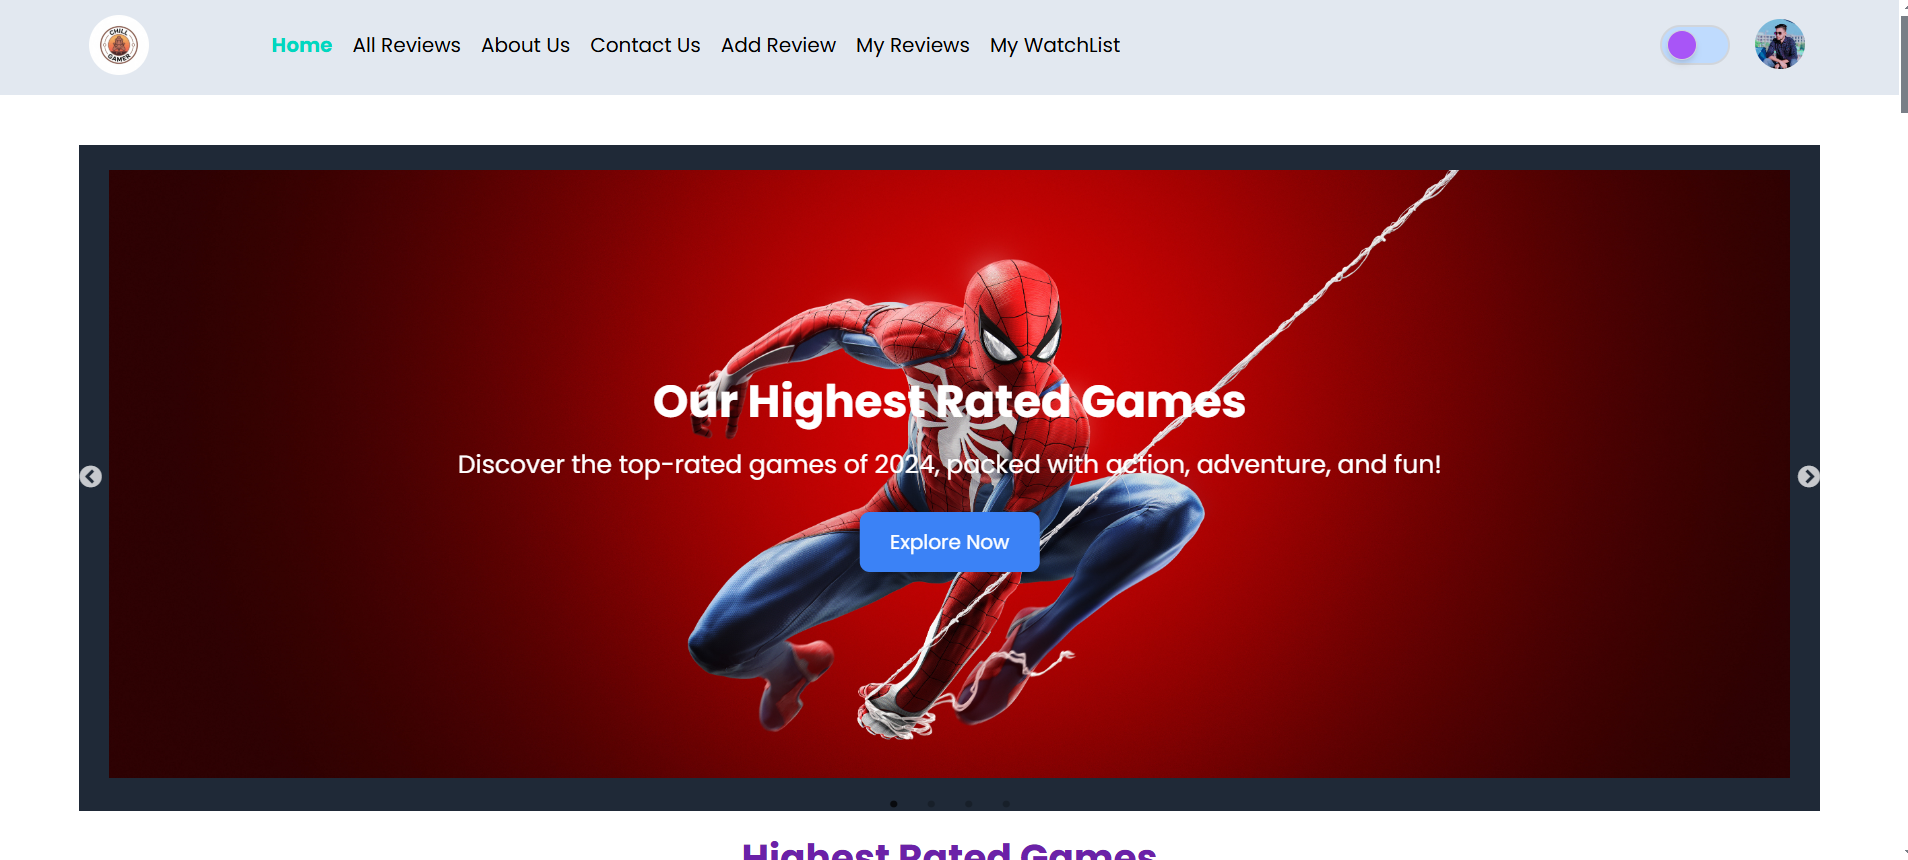 CHILL
GAMER
Home All Reviews About Us Contact Us Add Review My Reviews My WatchList
Our Highest Rated Games
Discover the top-rated games of 2024, packed with action, adventure, and fun!
Explore Now
Highest Rated Games